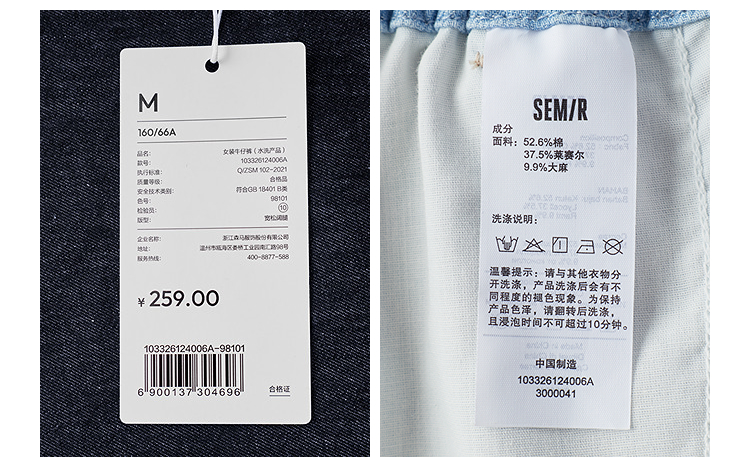 M
160/66A
品名: 女装牛仔裤（水洗产品）
款号: 103326124006A
执行标准: Q/ZSM 102-2021
质量等级: 合格品
安全技术类别: 符合GB 18401 B类
色号: 98101
检验员: ⑩
版型: 宽松阔腿
企业名称: 浙江森马服饰股份有限公司
地址: 温州市瓯海区娄桥工业园南汇路98号
服务热线: 400-8877-588
¥ 259.00
103326124006A-98101
6 900137 304696
合格证
SEMIR
成分
面料: 52.6%棉
37.5%莱赛尔
9.9%大麻
洗涤说明:
温馨提示: 请与其他衣物分
开洗涤，产品洗涤后会有不
同程度的褪色现象。为保持
产品色泽，请翻转后洗涤，
且浸泡时间不可超过10分钟。
中国制造
103326124006A
3000041